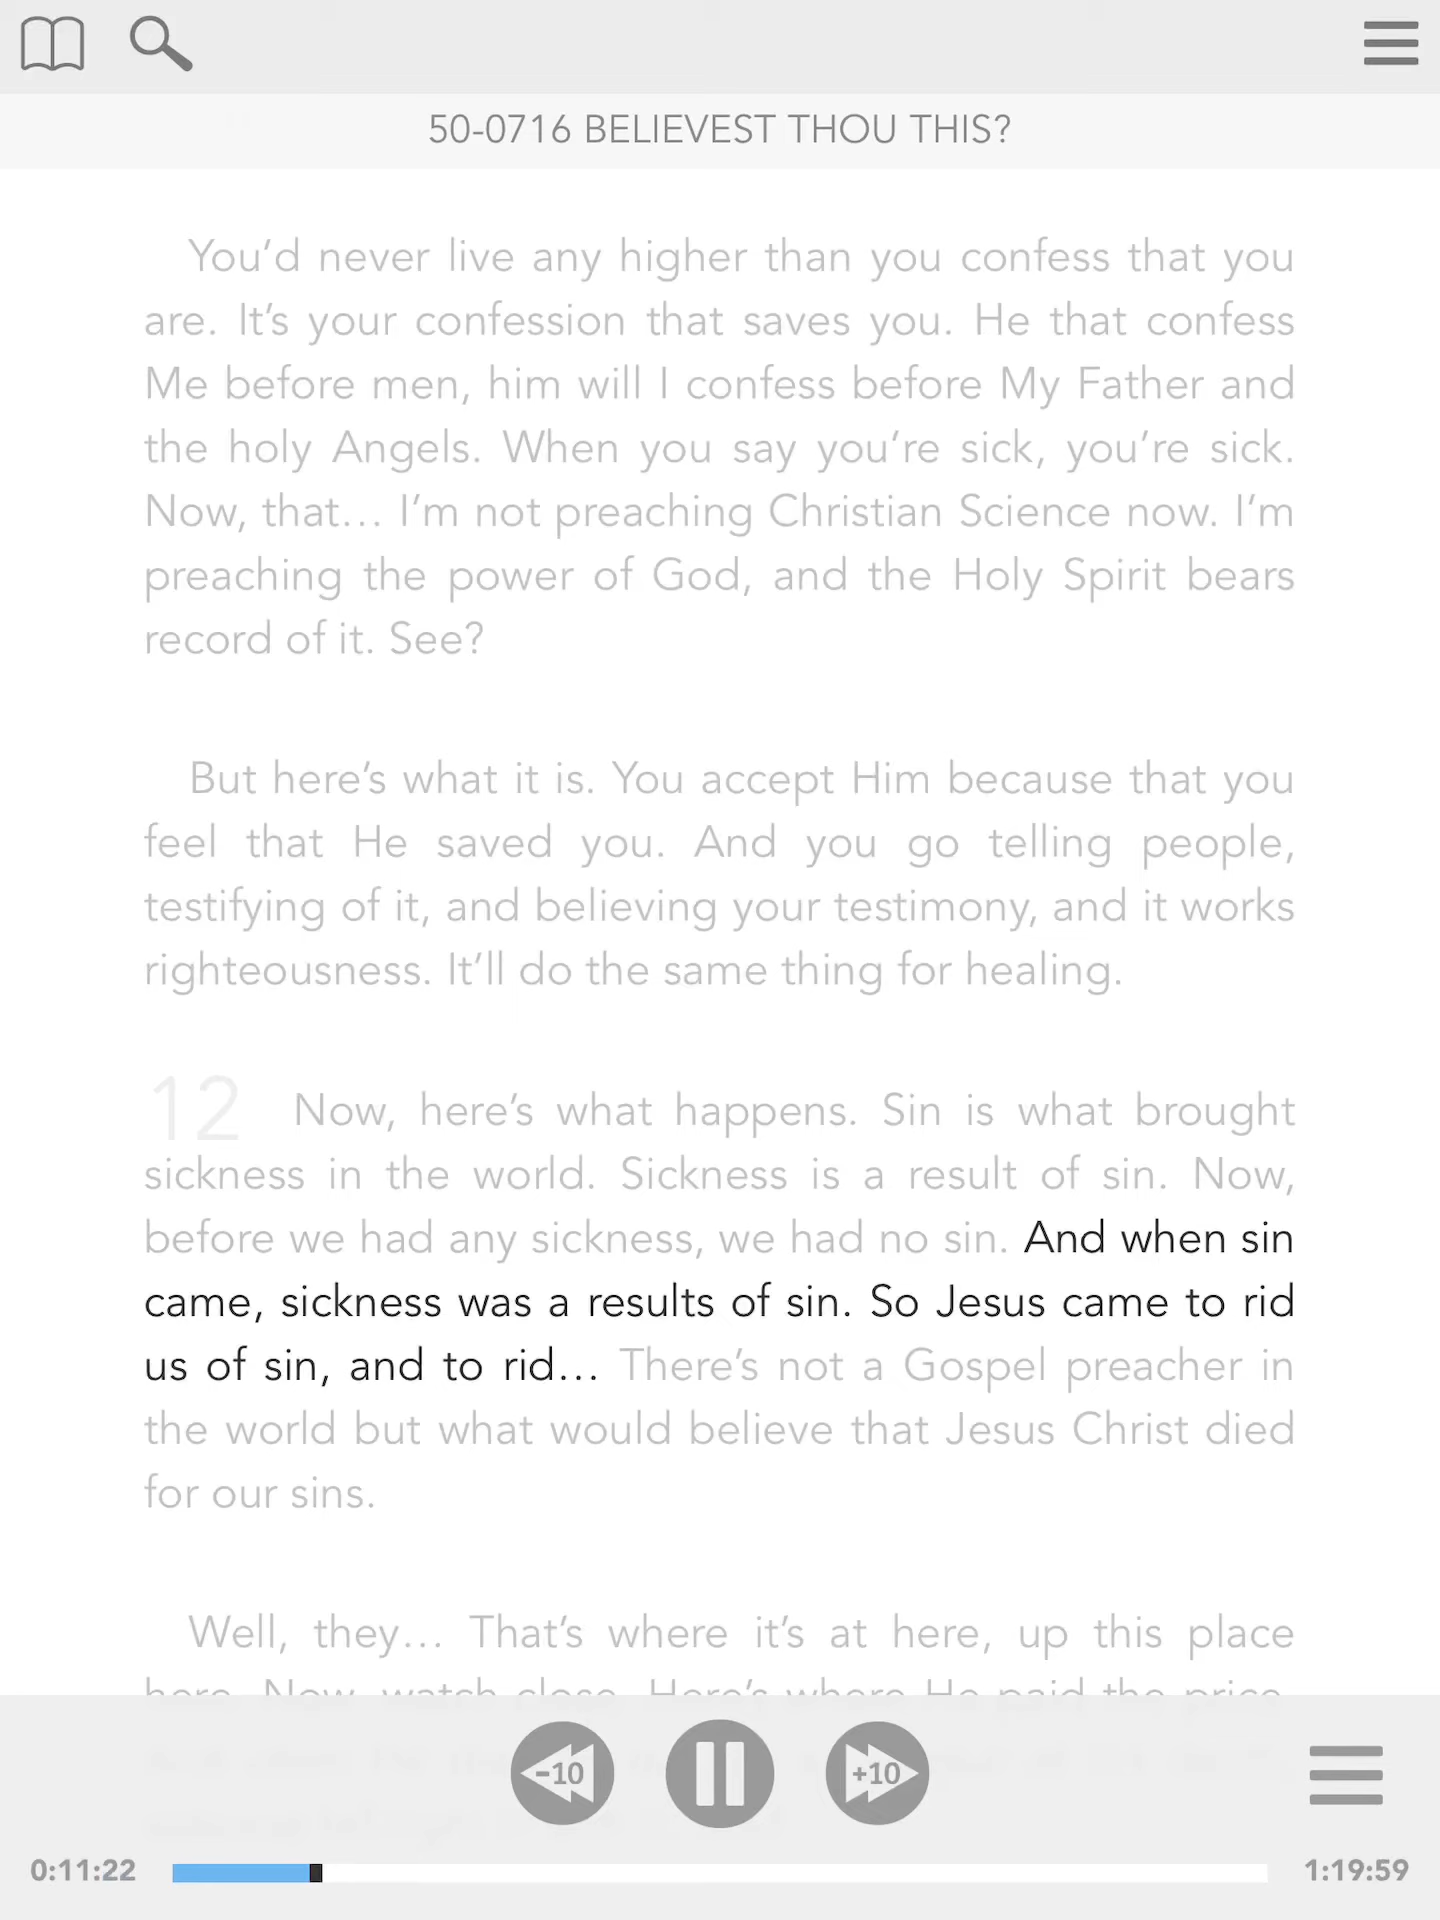 50-0716 BELIEVEST THOU THIS?
You’d never live any higher than you confess that you
are. It’s your confession that saves you. He that confess
Me before men, him will I confess before My Father and
the holy Angels. When you say you’re sick, you’re sick.
Now, that… I’m not preaching Christian Science now. I’m
preaching the power of God, and the Holy Spirit bears
record of it. See?
But here’s what it is. You accept Him because that you
feel that He saved you. And you go telling people,
testifying of it, and believing your testimony, and it works
righteousness. It’ll do the same thing for healing.
12 Now, here’s what happens. Sin is what brought
sickness in the world. Sickness is a result of sin. Now,
before we had any sickness, we had no sin. And when sin
came, sickness was a results of sin. So Jesus came to rid
us of sin, and to rid… There’s not a Gospel preacher in
the world but what would believe that Jesus Christ died
for our sins.
Well, they… That’s where it’s at here, up this place
here. Now, watch close. Here’s where He paid the price,
-10 +10
0:11:22 1:19:59